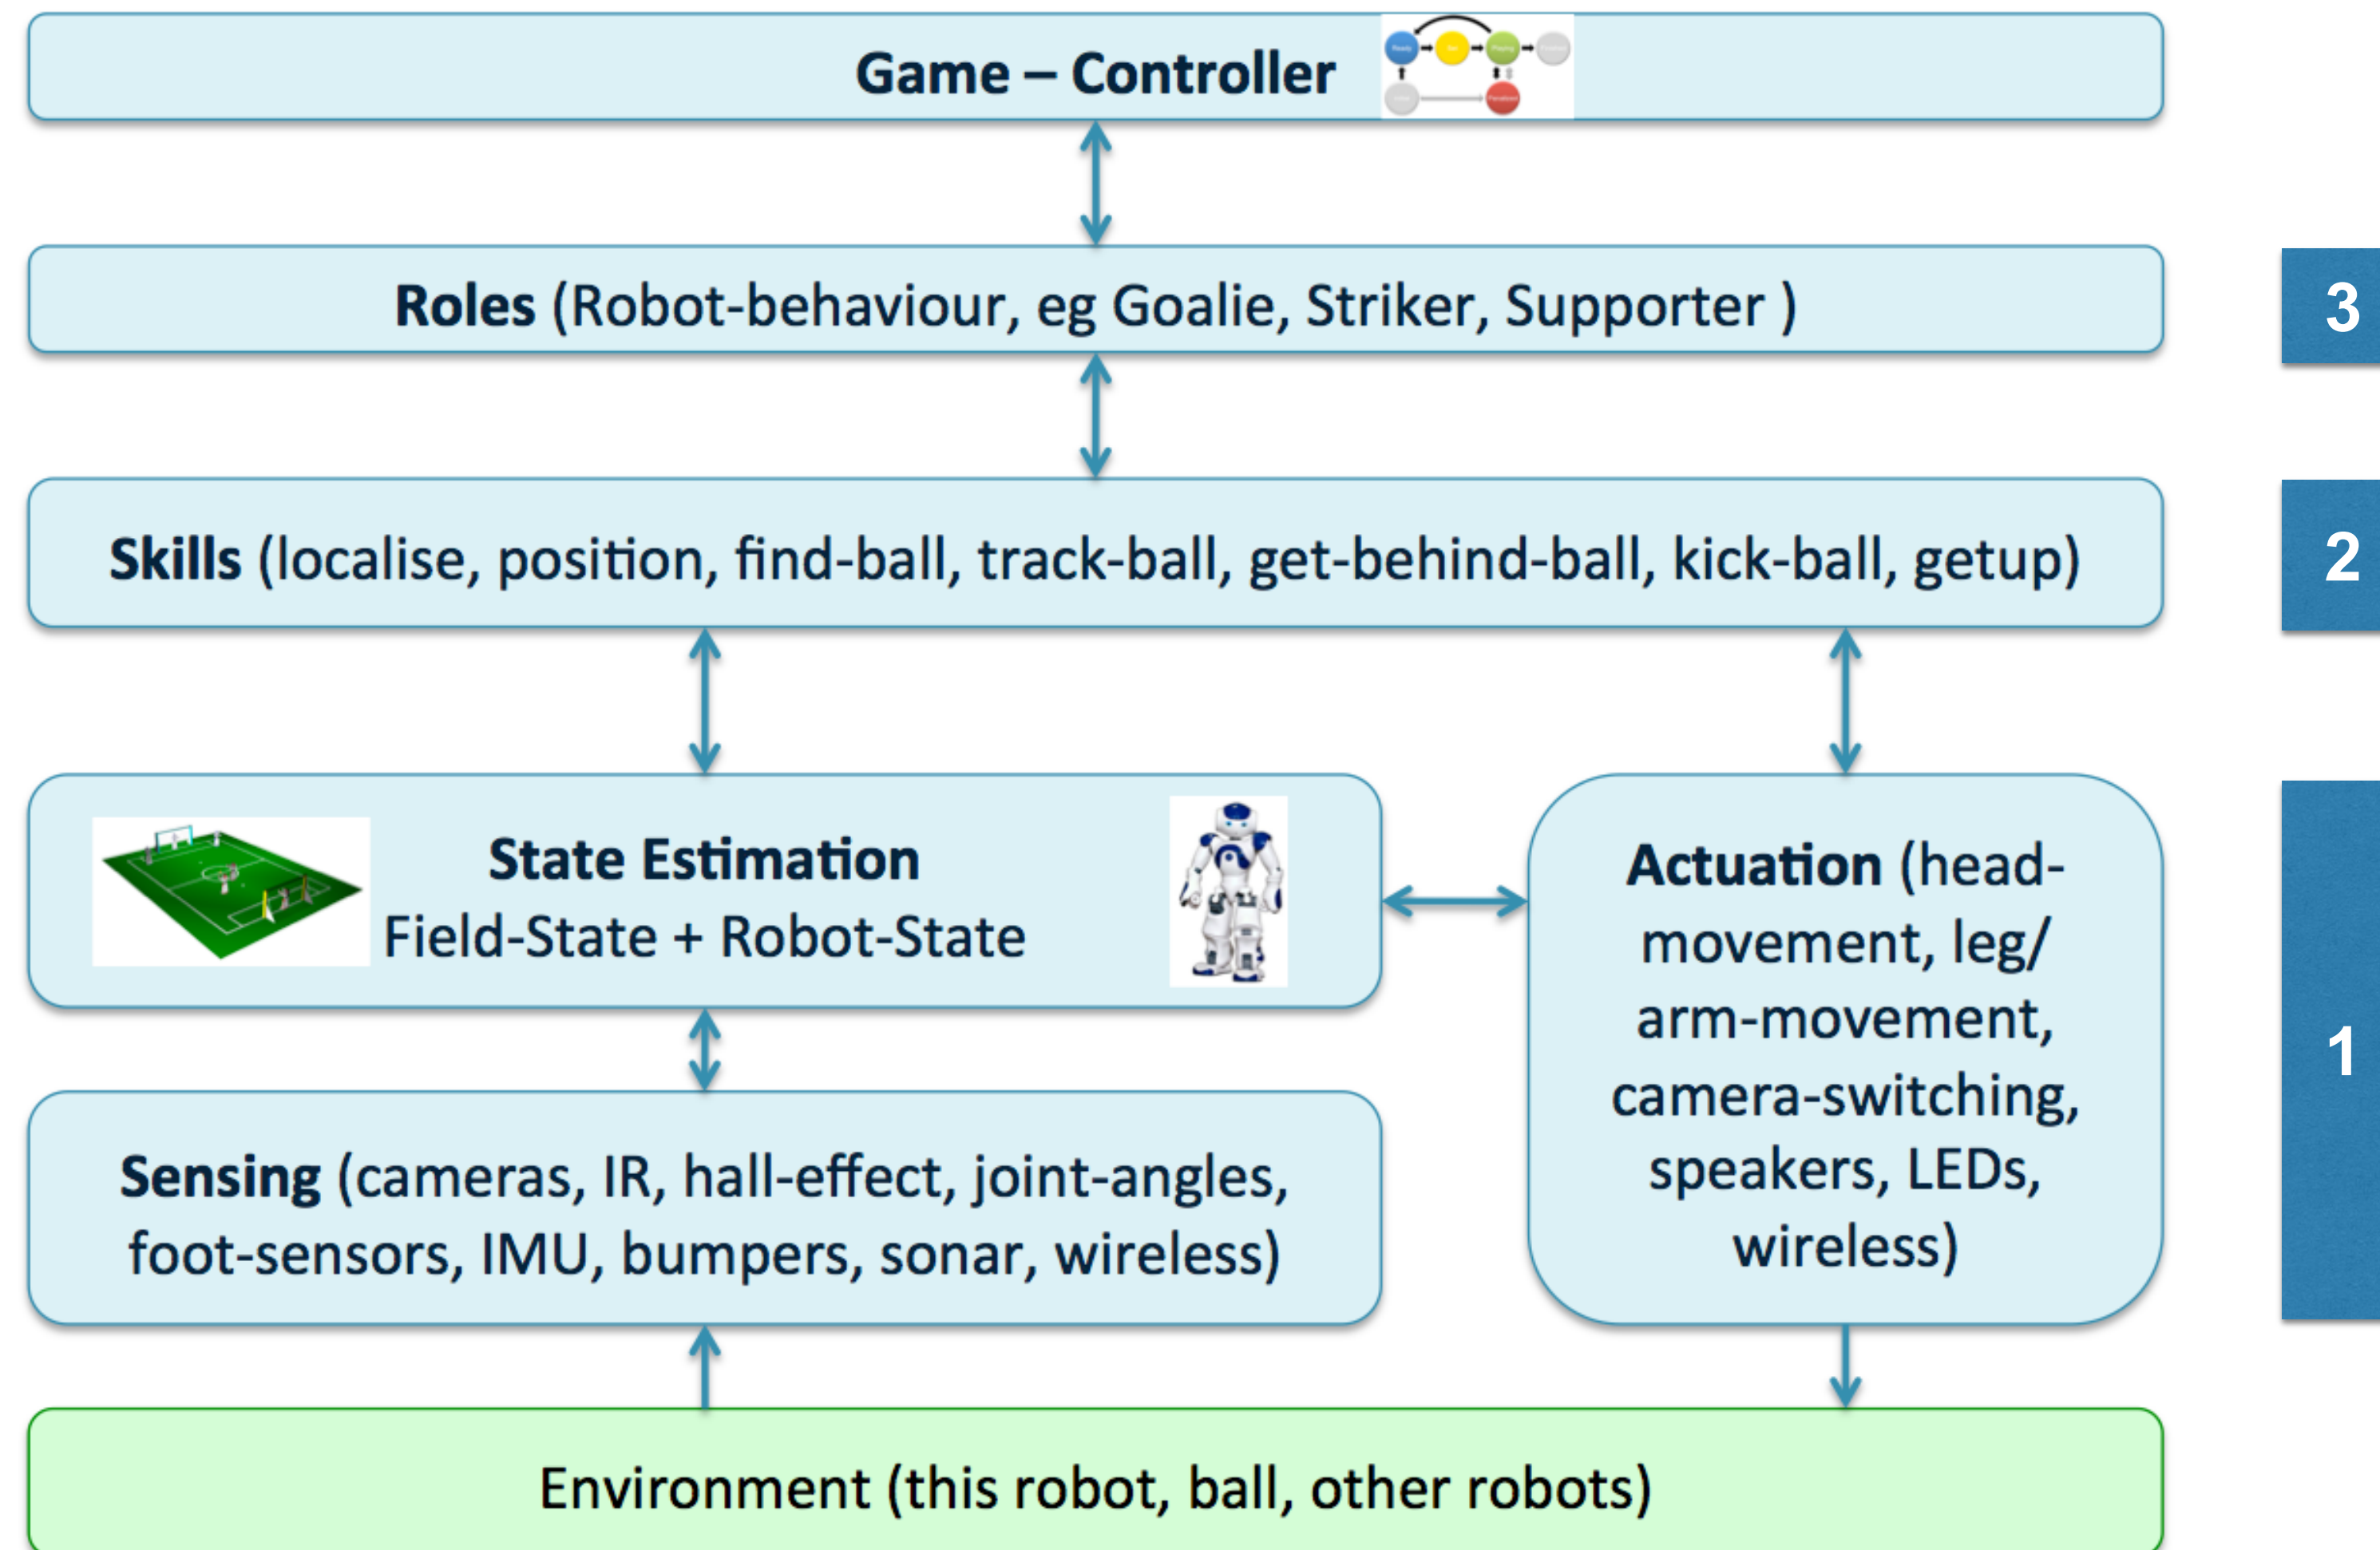 Game – Controller
Ready
Playing
Roles (Robot-behaviour, eg Goalie, Striker, Supporter )
3
Skills (localise, position, find-ball, track-ball, get-behind-ball, kick-ball, getup)
2
State Estimation
Field-State + Robot-State
Actuation (head-
movement, leg/
arm-movement,
camera-switching,
speakers, LEDs,
wireless)
1
Sensing (cameras, IR, hall-effect, joint-angles,
foot-sensors, IMU, bumpers, sonar, wireless)
Environment (this robot, ball, other robots)